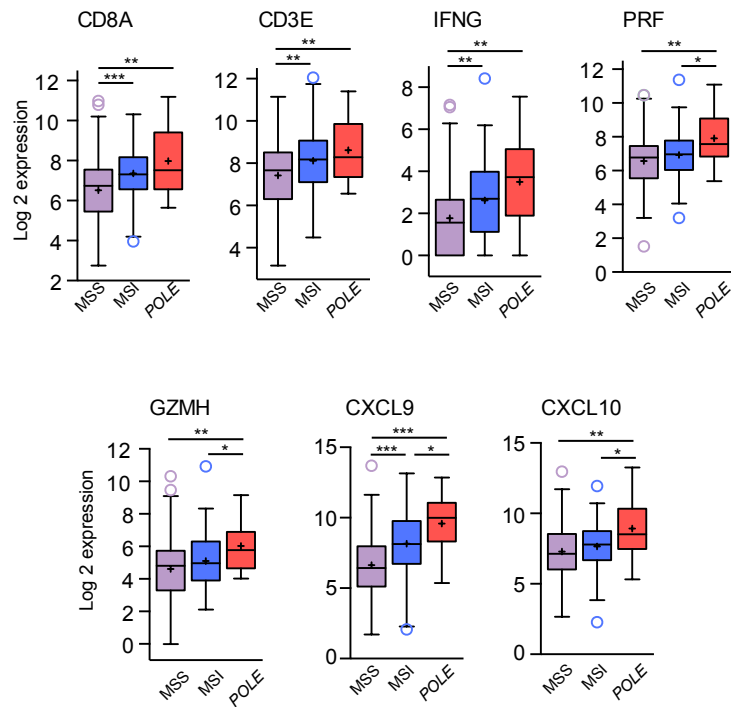 CD8A
CD3E
IFNG
PRF
Log 2 expression
12
10
8
6
4
2
**
***
MSS
MSI
POLE
12
10
8
6
4
**
**
MSS
MSI
POLE
8
6
4
2
0
**
**
MSS
MSI
POLE
12
10
8
6
4
2
0
**
*
MSS
MSI
POLE
GZMH
CXCL9
CXCL10
Log 2 expression
12
10
8
6
4
2
0
**
*
MSS
MSI
POLE
15
10
5
0
***
***
*
MSS
MSI
POLE
15
10
5
0
**
*
MSS
MSI
POLE